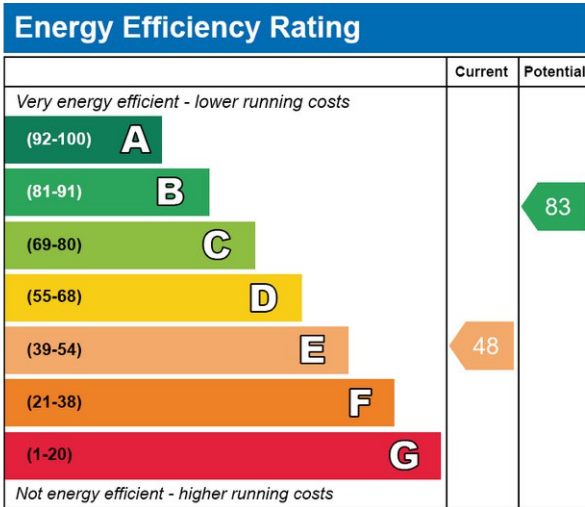 Energy Efficiency Rating
Current Potential
Very energy efficient - lower running costs
(92-100) A
(81-91) B
83
(69-80) C
(55-68) D
(39-54) E
48
(21-38) F
(1-20) G
Not energy efficient - higher running costs